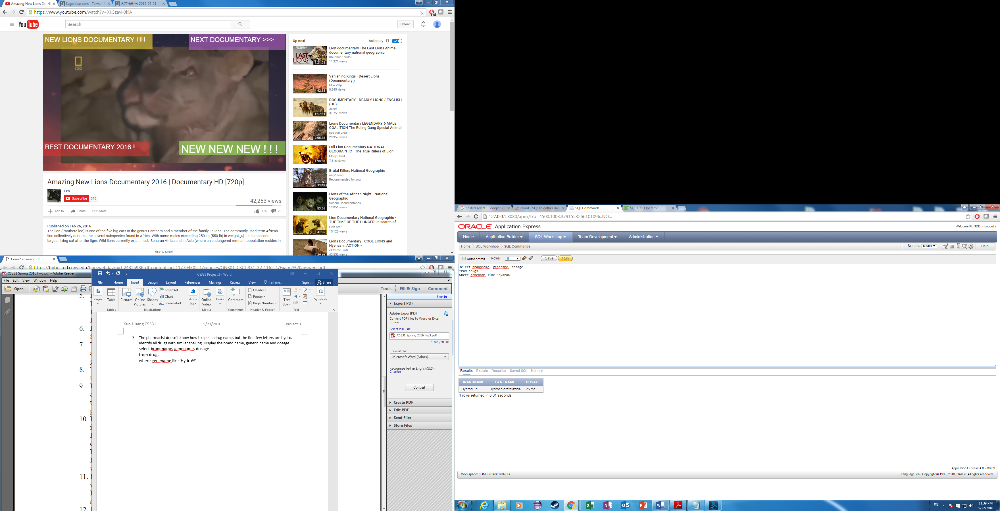 Amazing New Lions Do
Sugoideas.com - Taiwan
天才衝衝衝 2016-05-21 -
https://www.youtube.com/watch?v=XK5zavk0klA
37
YouTube
Search
Upload
NEW LIONS DOCUMENTARY ! ! !
NEXT DOCUMENTARY >>>
HD
BEST DOCUMENTARY 2016 !
NEW NEW NEW ! ! !
Amazing New Lions Documentary 2016 | Documentary HD [720p]
Fxn
Subscribe 370
42,253 views
Add to Share More
115 28
Published on Feb 26, 2016
The lion (Panthera leo) is one of the five big cats in the genus Panthera and a member of the family Felidae. The commonly used term African
lion collectively denotes the several subspecies found in Africa. With some males exceeding 250 kg (550 lb) in weight,[4] it is the second-
largest living cat after the tiger. Wild lions currently exist in sub-Saharan Africa and in Asia (where an endangered remnant population resides in
SHOW MORE
Up next
Autoplay
THE LAST LIONS
1:21:05
Lion documentary The Last Lions Animal
documentary national geographic
Khudhur Khudhu
11,371 views
42:15
Vanishing Kings - Desert Lions
(Documentary )
Miki Velja
8,345 views
1:17:31
DOCUMENTARY - DEADLY LIONS / ENGLISH
(HD)
Joker
31,759 views
2:05:25
Lions Documentary LEGENDARY 6 MALE
COALITION The Ruling Gang Special Animal
see you dream
29,957 views
1:30:30
Full Lion Documentary NATIONAL
GEOGRAPHIC - The True Rulers of Lion
Molly Hand
7,116 views
44:46
Brutal Killers National Geographic
only1aeon
Recommended for you
53:36
Lions of the African Night - National
Geographic
Superb Documentaries
12,056 views
41:55
Lion Documentary National Geographic -
THE TIME OF THE HUNGER: In search of
Lion Star
15,126 views
47:57
Lions Documentary - COOL LIONS and
Hyenas in ACTION -
eXtreme LioN
43,558 views
Exam2 answers.pdf
https://bbhosted.cuny.edu/bbcswebdav/pid-24325986-dt-content-rid-117794302_1/courses/QNS01_CSCI_331_32_1162_1/Exam2%20answers.pdf
CS331 Spring 2016 hw3.pdf - Adobe Reader
File Edit View Window Help
Open
Tools Fill & Sign Comment
Sign In
Export PDF
Adobe ExportPDF
Convert PDF files to Word or Excel
online.
Select PDF File:
CS331 Spring 2016 hw3.pdf
1 file / 91 KB
Convert To:
Microsoft Word (*.docx)
Recognize Text in English(U.S.)
Change
Convert
Create PDF
Edit PDF
Send Files
Store Files
5.
6.
7.
8.
9.
10.
11.
12
CS331 Project 3 - Word
File Home Insert Design Layout References Mailings Review View Tell me... Sign in Share
Pages
Table
Tables
Pictures
Online Pictures
Shapes
SmartArt
Chart
Screenshot
Illustrations
Add-ins
Online Video
Media
Links
Comment
Comments
Header
Footer
Page Number
Header & Footer
Text Box
Text
Symbols
Kun Huang CS331 5/23/2016 Project 3
7. The pharmacist doesn't know how to spell a drug name, but the first few letters are hydro.
Identify all drugs with similar spelling. Display the brand name, generic name and dosage.
select brandname, genename, dosage
from drugs
where genename like 'Hydro%'
nested select - Google Se
count - SQL to gather dat
SQL Commands
SQL LIKE Operator
127.0.0.1:8080/apex/f?p=4500:1003:3791553266101096::NO:::
ORACLE Application Express
Welcome KUNDB ( Logout )
Home Application Builder SQL Workshop Team Development Administration
Home SQL Workshop SQL Commands
Schema KUNDB Help
Autocommit Rows 30 Save Run
select brandname, genename, dosage
from drugs
where genename like 'Hydro%'
Results Explain Describe Saved SQL History
BRANDNAME GENENAME DOSAGE
Hydrodiuril Hydrochlorothiazide 25 mg
1 rows returned in 0.01 seconds
Application Express 4.0.2.00.09
Workspace: KUNDB User: KUNDB
Language: en | Copyright © 1999, 2010, Oracle. All rights reserved.
EN
11:39 PM
5/22/2016